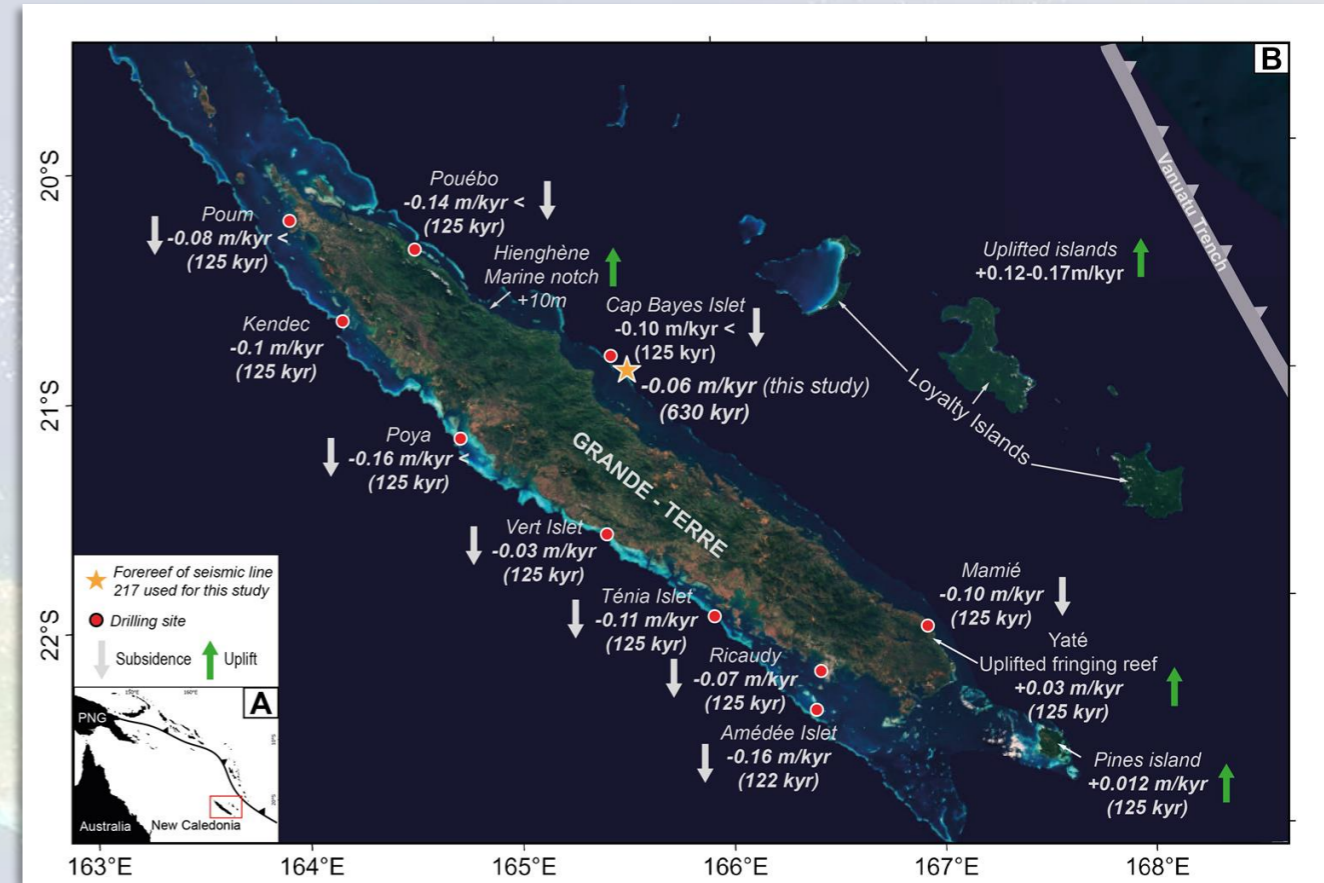 B
20°S
21°S
22°S
163°E
164°E
165°E
166°E
167°E
168°E
Poum
-0.08 m/kyr <
(125 kyr)
Pouébo
-0.14 m/kyr <
(125 kyr)
Hienghène
Marine notch
+10m
Cap Bayes Islet
-0.10 m/kyr <
(125 kyr)
-0.06 m/kyr (this study)
(630 kyr)
Kendec
-0.1 m/kyr
(125 kyr)
Poya
-0.16 m/kyr <
(125 kyr)
Vert Islet
-0.03 m/kyr
(125 kyr)
Ténia Islet
-0.11 m/kyr
(125 kyr)
Ricaudy
-0.07 m/kyr
(125 kyr)
Amédée Islet
-0.16 m/kyr
(122 kyr)
GRANDE - TERRE
Uplifted islands
+0.12-0.17m/kyr
Vanuatu Trench
Loyalty Islands
Mamié
-0.10 m/kyr
(125 kyr)
Yaté
Uplifted fringing reef
+0.03 m/kyr
(125 kyr)
Pines island
+0.012 m/kyr
(125 kyr)
Forereef of seismic line
217 used for this study
Drilling site
Subsidence
Uplift
A
150°E
160°E
PNG
Australia
New Caledonia